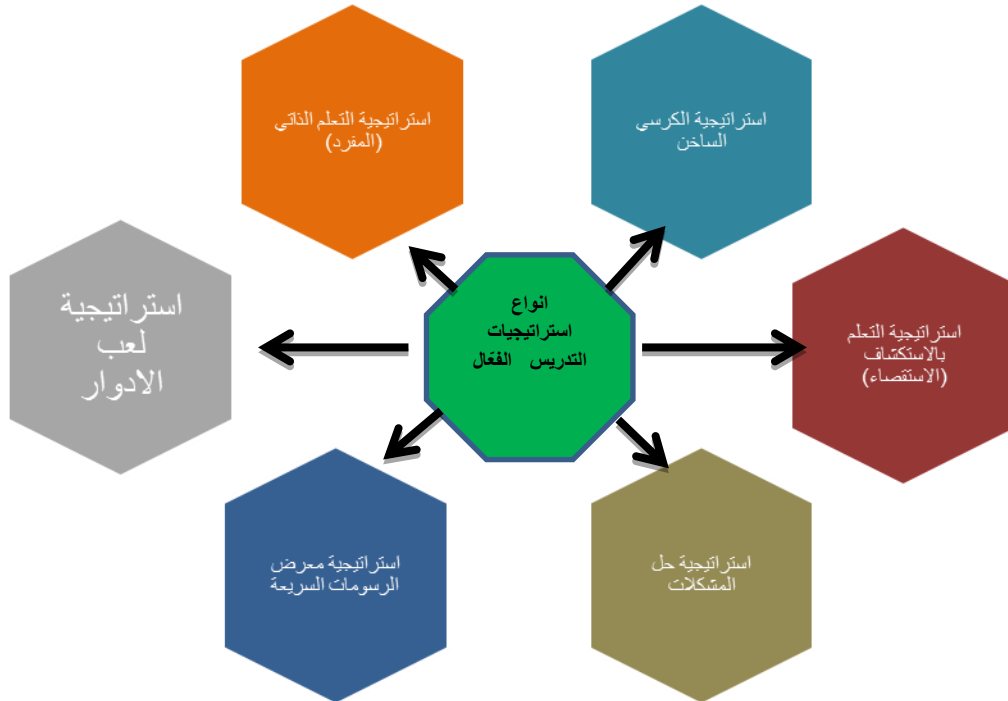 استراتيجية الكرسي
الساخن
استراتيجية التعلم الذاتي
(المفرد)
انواع
استراتيجيات
التدريس الفعّال
استراتيجية التعلم
بالاستكشاف
(الاستقصاء)
استراتيجية
لعب
الادوار
استراتيجية حل
المشكلات
استراتيجية معرض
الرسومات السريعة